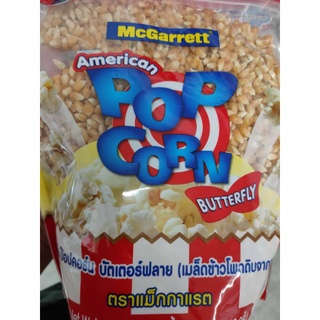 McGarrett
American
POP
CORN
BUTTERFLY
บัตเตอร์ฟลาย (เมล็ดข้าวโพดดิบจาก
ตราแม็กกาแรต